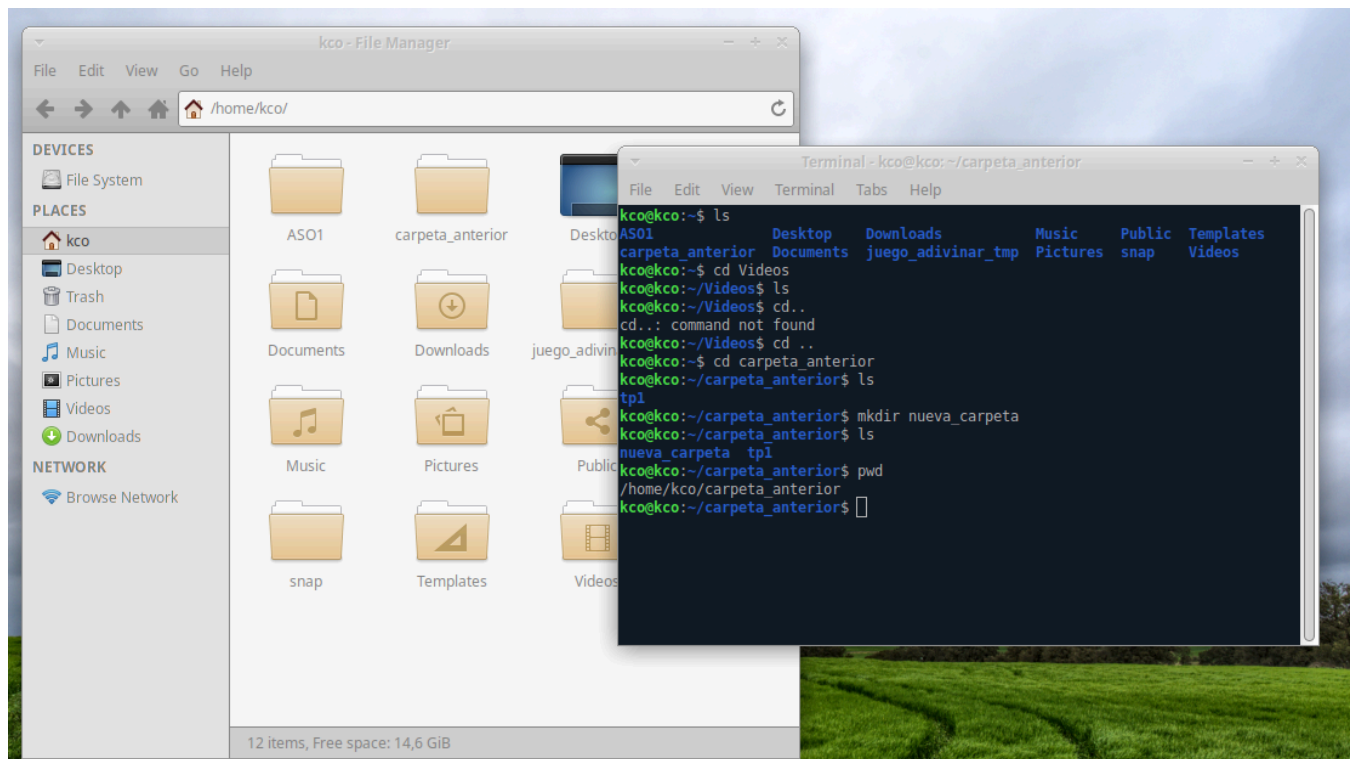 kco - File Manager
File Edit View Go Help
/home/kco/
DEVICES
File System
PLACES
kco
Desktop
Trash
Documents
Music
Pictures
Videos
Downloads
NETWORK
Browse Network
ASO1 carpeta_anterior Deskto
Documents Downloads juego_adivin
Music Pictures Public
snap Templates Videos
12 items, Free space: 14,6 GiB
Terminal - kco@kco: ~/carpeta_anterior
File Edit View Terminal Tabs Help
kco@kco:~$ ls
ASO1 Desktop Downloads Music Public Templates
carpeta_anterior Documents juego_adivinar_tmp Pictures snap Videos
kco@kco:~$ cd Videos
kco@kco:~/Videos$ ls
kco@kco:~/Videos$ cd..
cd..: command not found
kco@kco:~/Videos$ cd ..
kco@kco:~$ cd carpeta_anterior
kco@kco:~/carpeta_anterior$ ls
tp1
kco@kco:~/carpeta_anterior$ mkdir nueva_carpeta
kco@kco:~/carpeta_anterior$ ls
nueva_carpeta tp1
kco@kco:~/carpeta_anterior$ pwd
/home/kco/carpeta_anterior
kco@kco:~/carpeta_anterior$